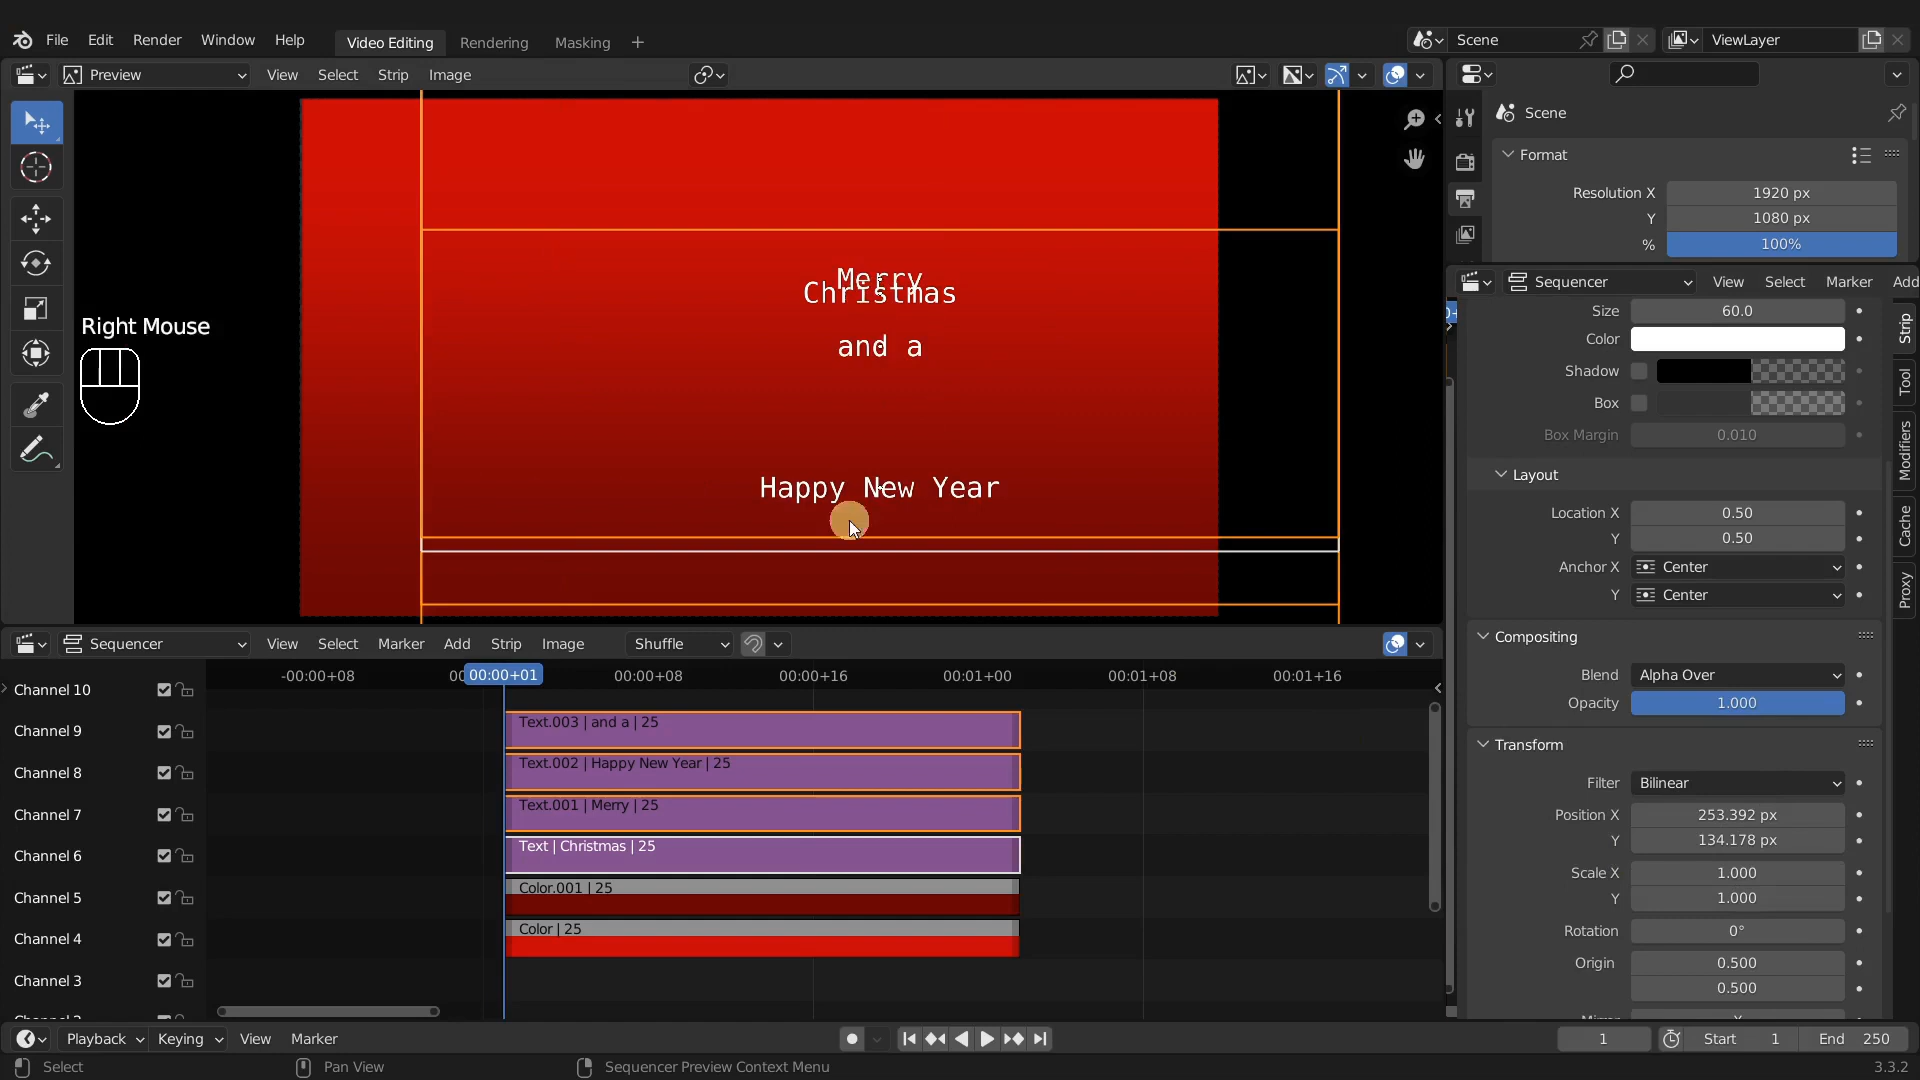 File Edit Render Window Help Video Editing Rendering Masking + Scene ViewLayer
Preview View Select Strip Image
Scene
Format
Resolution X 1920 px
Y 1080 px
% 100%
Merry
Christmas
and a
Happy New Year
Right Mouse
Sequencer View Select Marker Add
Size 60.0
Color
Shadow
Box
Box Margin 0.010
Layout
Location X 0.50
Y 0.50
Anchor X Center
Y Center
Compositing
Blend Alpha Over
Opacity 1.000
Transform
Filter Bilinear
Position X 253.392 px
Y 134.178 px
Scale X 1.000
Y 1.000
Rotation 0°
Origin 0.500
0.500
Strip
Tool
Modifiers
Cache
Proxy
Sequencer View Select Marker Add Strip Image Shuffle
-00:00+08 00:00+01 00:00+08 00:00+16 00:01+00 00:01+08 00:01+16
Channel 10
Channel 9 Text.003 | and a | 25
Channel 8 Text.002 | Happy New Year | 25
Channel 7 Text.001 | Merry | 25
Channel 6 Text | Christmas | 25
Channel 5 Color.001 | 25
Channel 4 Color | 25
Channel 3
Playback Keying View Marker 1 Start 1 End 250
Select Pan View Sequencer Preview Context Menu 3.3.2